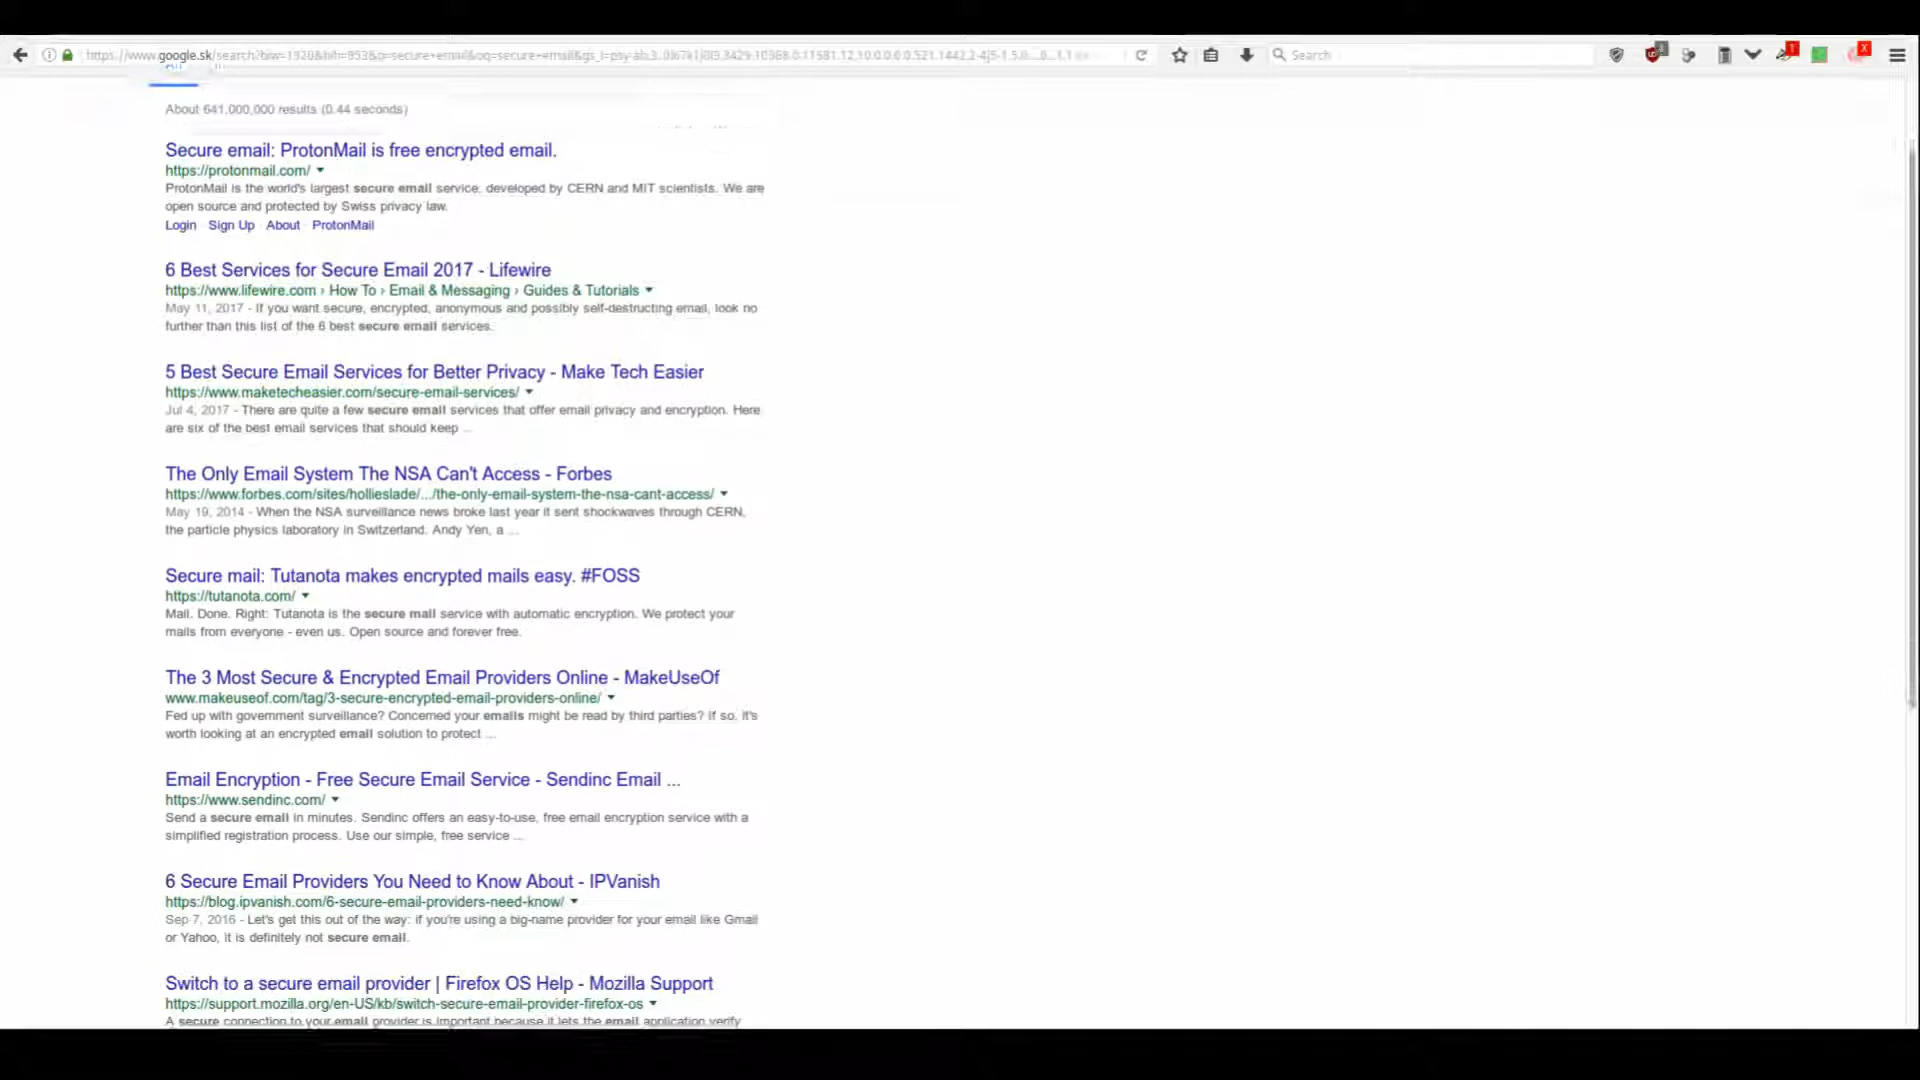 Search
About 641,000,000 results (0.44 seconds)
Secure email: ProtonMail is free encrypted email.
https://protonmail.com/
ProtonMail is the world's largest secure email service, developed by CERN and MIT scientists. We are
open source and protected by Swiss privacy law.
Login Sign Up About ProtonMail
6 Best Services for Secure Email 2017 - Lifewire
https://www.lifewire.com › How To › Email & Messaging › Guides & Tutorials
May 11, 2017 - If you want secure, encrypted, anonymous and possibly self-destructing email, look no
further than this list of the 6 best secure email services.
5 Best Secure Email Services for Better Privacy - Make Tech Easier
https://www.maketecheasier.com/secure-email-services/
Jul 4, 2017 - There are quite a few secure email services that offer email privacy and encryption. Here
are six of the best email services that should keep ...
The Only Email System The NSA Can't Access - Forbes
https://www.forbes.com/sites/hollieslade/.../the-only-email-system-the-nsa-cant-access/
May 19, 2014 - When the NSA surveillance news broke last year it sent shockwaves through CERN,
the particle physics laboratory in Switzerland. Andy Yen, a ...
Secure mail: Tutanota makes encrypted mails easy. #FOSS
https://tutanota.com/
Mail. Done. Right: Tutanota is the secure mail service with automatic encryption. We protect your
mails from everyone - even us. Open source and forever free.
The 3 Most Secure & Encrypted Email Providers Online - MakeUseOf
www.makeuseof.com/tag/3-secure-encrypted-email-providers-online/
Fed up with government surveillance? Concerned your emails might be read by third parties? If so, it's
worth looking at an encrypted email solution to protect ...
Email Encryption - Free Secure Email Service - Sendinc Email ...
https://www.sendinc.com/
Send a secure email in minutes. Sendinc offers an easy-to-use, free email encryption service with a
simplified registration process. Use our simple, free service ...
6 Secure Email Providers You Need to Know About - IPVanish
https://blog.ipvanish.com/6-secure-email-providers-need-know/
Sep 7, 2016 - Let's get this out of the way: if you're using a big-name provider for your email like Gmail
or Yahoo, it is definitely not secure email.
Switch to a secure email provider | Firefox OS Help - Mozilla Support
https://support.mozilla.org/en-US/kb/switch-secure-email-provider-firefox-os
A secure connection to your email provider is important because it lets the email application verify